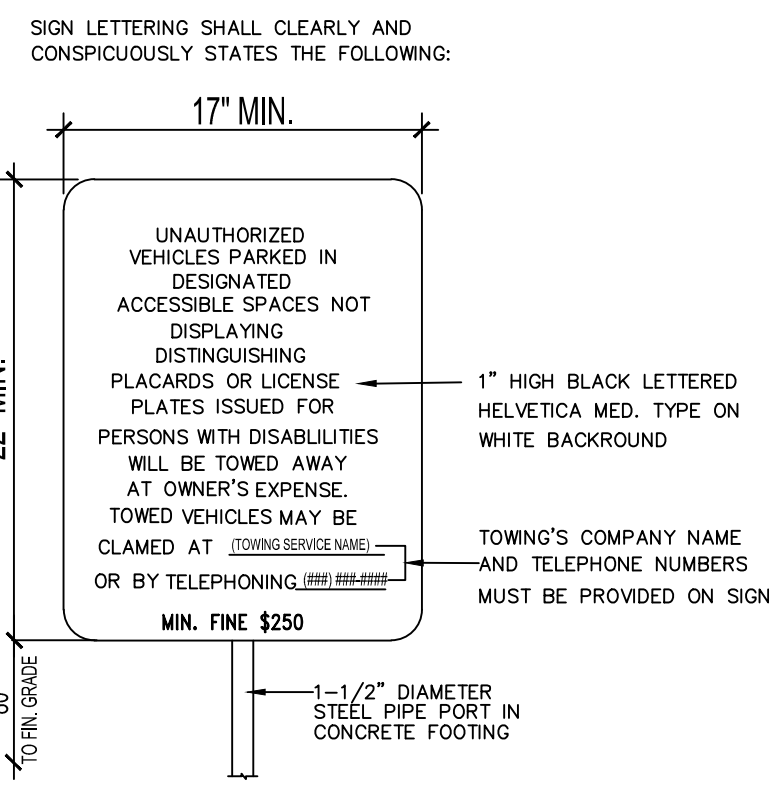 SIGN LETTERING SHALL CLEARLY AND
CONSPICUOUSLY STATES THE FOLLOWING:
17" MIN.
UNAUTHORIZED
VEHICLES PARKED IN
DESIGNATED
ACCESSIBLE SPACES NOT
DISPLAYING
DISTINGUISHING
PLACARDS OR LICENSE
PLATES ISSUED FOR
PERSONS WITH DISABLILITIES
WILL BE TOWED AWAY
AT OWNER'S EXPENSE.
TOWED VEHICLES MAY BE
CLAMED AT (TOWING SERVICE NAME)
OR BY TELEPHONING (###) ###-####
MIN. FINE $250
1" HIGH BLACK LETTERED
HELVETICA MED. TYPE ON
WHITE BACKROUND
TOWING'S COMPANY NAME
AND TELEPHONE NUMBERS
MUST BE PROVIDED ON SIGN
1-1/2" DIAMETER
STEEL PIPE PORT IN
CONCRETE FOOTING
MIN.
TO FIN. GRADE